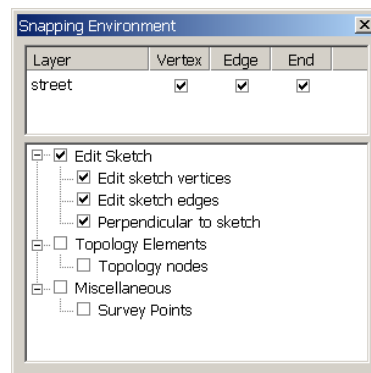 Snapping Environment
Layer Vertex Edge End
street
Edit Sketch
Edit sketch vertices
Edit sketch edges
Perpendicular to sketch
Topology Elements
Topology nodes
Miscellaneous
Survey Points